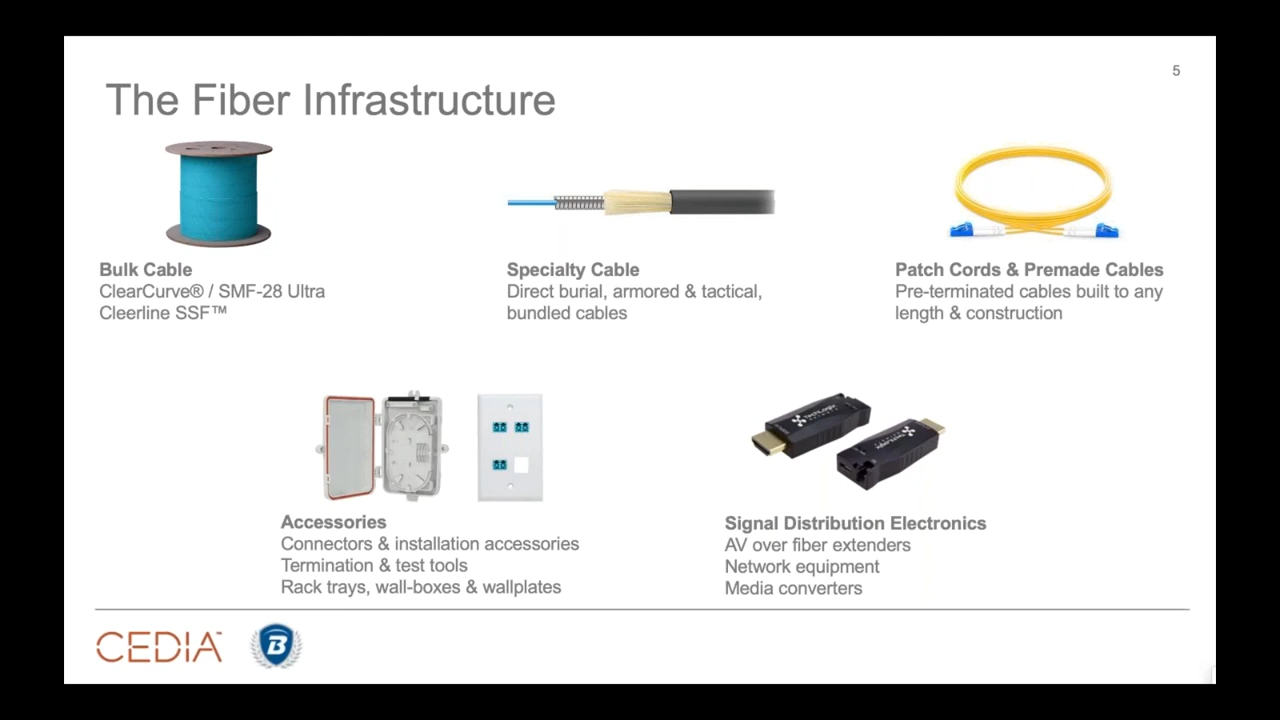 5
The Fiber Infrastructure
Bulk Cable
ClearCurve® / SMF-28 Ultra
Cleerline SSF™
Specialty Cable
Direct burial, armored & tactical,
bundled cables
Patch Cords & Premade Cables
Pre-terminated cables built to any
length & construction
TechLogix
Accessories
Connectors & installation accessories
Termination & test tools
Rack trays, wall-boxes & wallplates
Signal Distribution Electronics
AV over fiber extenders
Network equipment
Media converters
CEDIA™
B